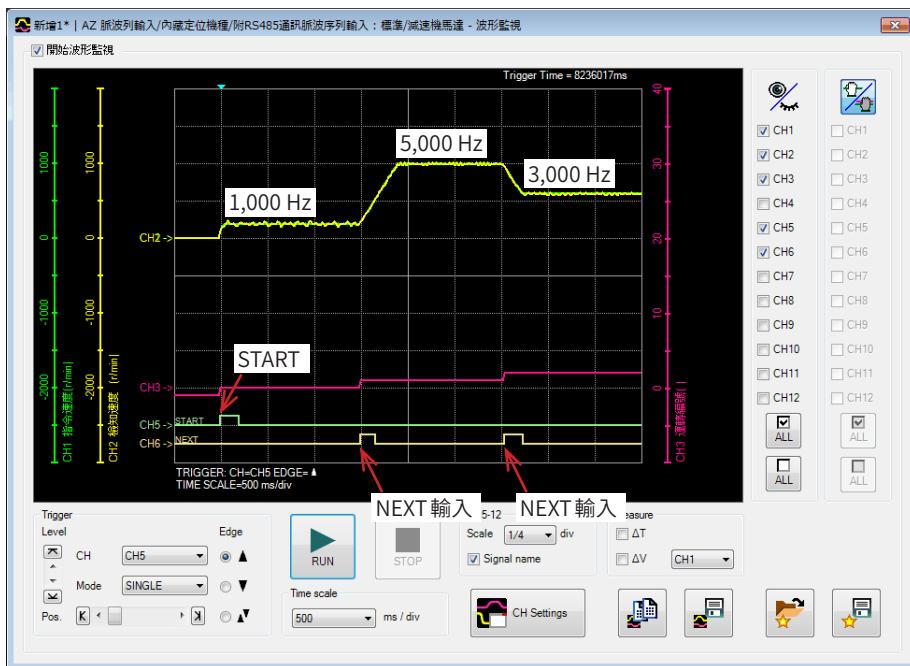 新增1* | AZ 脈波列輸入/內藏定位機種/附RS485通訊脈波序列輸入：標準/減速機馬達 - 波形監視
開始波形監視
Trigger Time = 8236017ms
1000
0
-1000
-2000
CH1 指令速度[r/min]
1000
0
-1000
-2000
CH2 檢知速度 [r/min]
40
30
20
10
0
CH3 運轉編號[ ]
5,000 Hz
3,000 Hz
1,000 Hz
CH2 ->
START
CH3 ->
CH5 -> START
CH6 -> NEXT
TRIGGER: CH=CH5 EDGE=
TIME SCALE=500 ms/div
NEXT 輸入
NEXT 輸入
CH1
CH2
CH3
CH4
CH5
CH6
CH7
CH8
CH9
CH10
CH11
CH12
ALL
ALL
CH1
CH2
CH3
CH4
CH5
CH6
CH7
CH8
CH9
CH10
CH11
CH12
ALL
ALL
Trigger
Level
Edge
CH
CH5
Mode
SINGLE
Pos.
RUN
STOP
Time scale
500
ms / div
5-12
Scale
1/4
div
Signal name
CH Settings
ΔT
ΔV
CH1